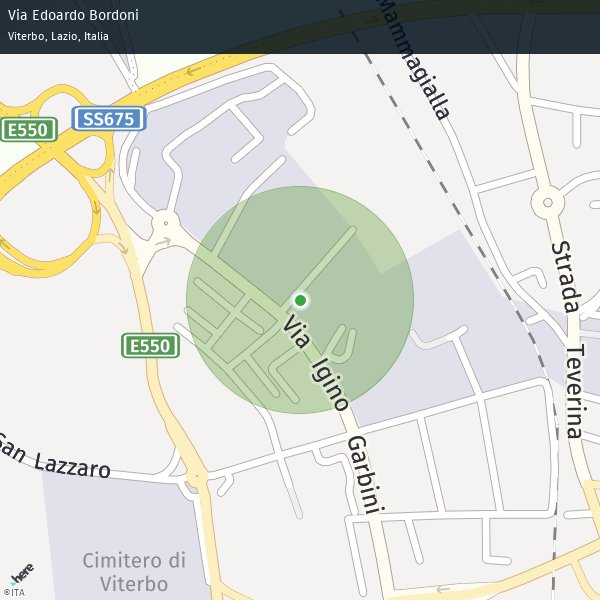 Via Edoardo Bordoni
Viterbo, Lazio, Italia
Mammagialla
E550
SS675
Strada Teverina
E550
Via Igino Garbini
San Lazzaro
Cimitero di
Viterbo
here
©ITA